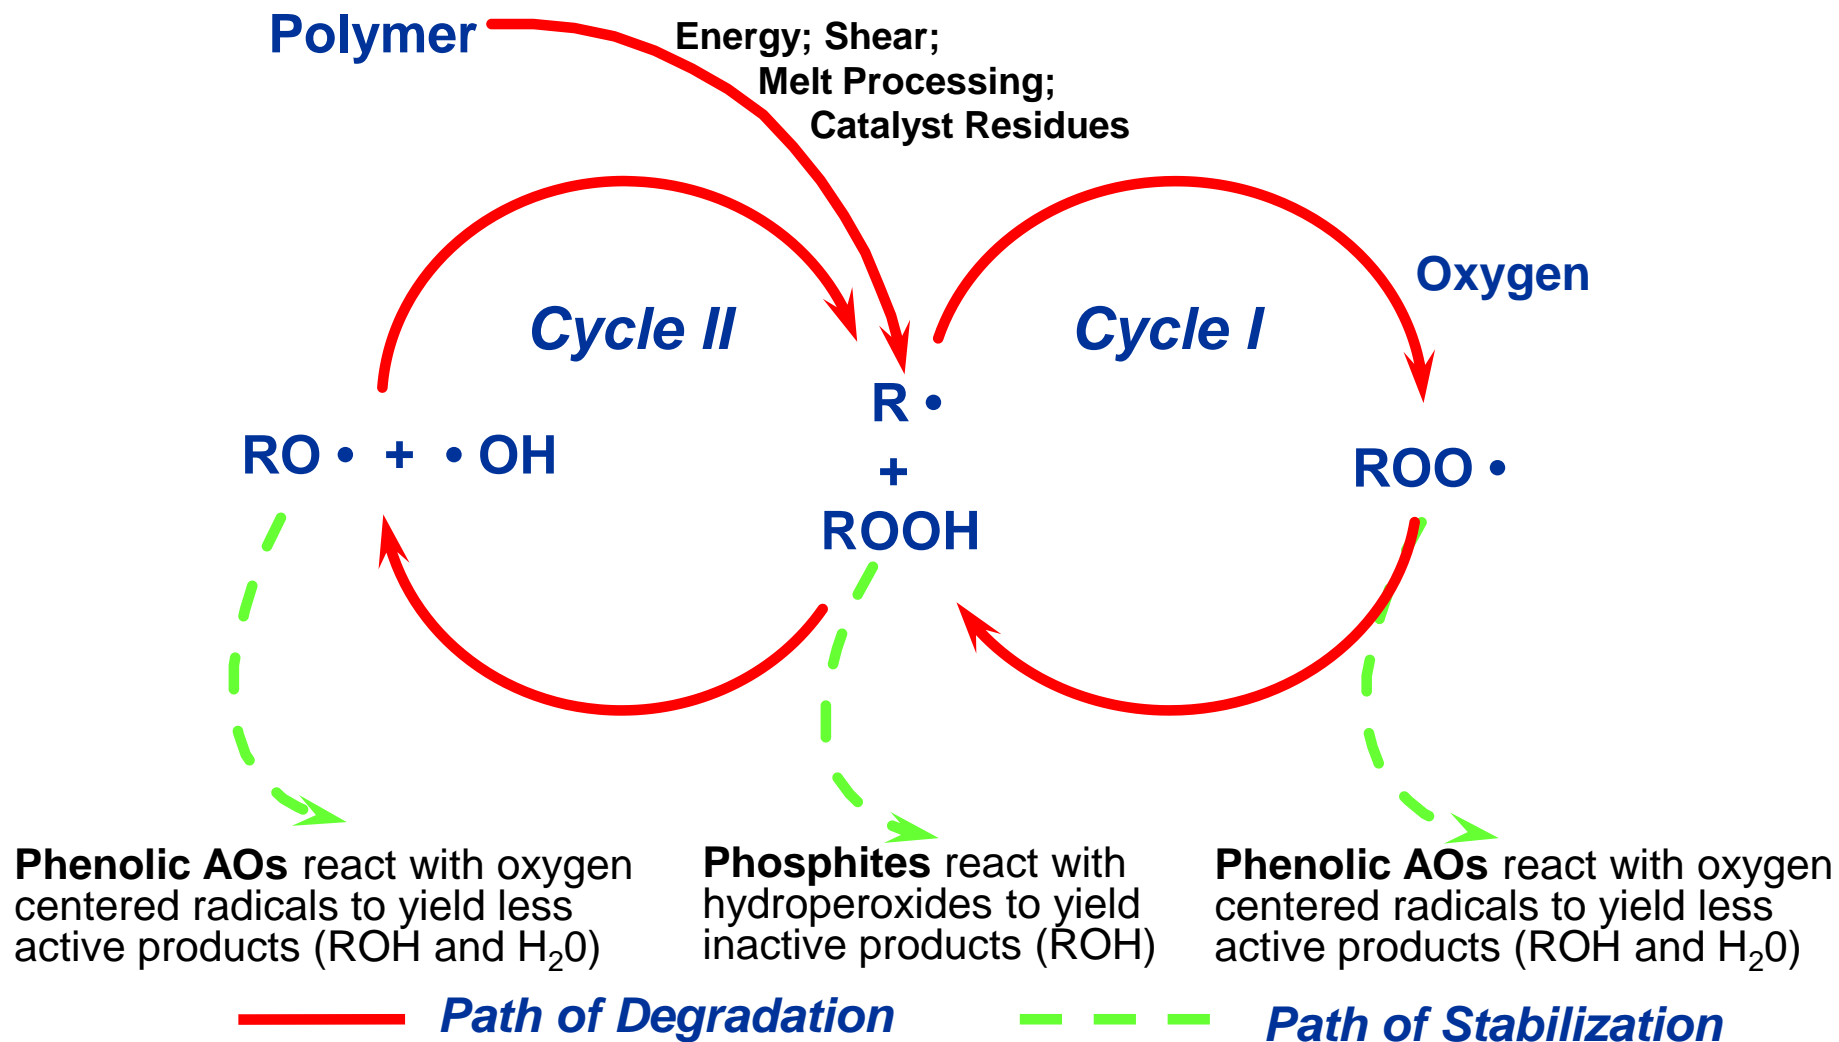 Polymer
Energy; Shear;
Melt Processing;
Catalyst Residues
Oxygen
Cycle II
Cycle I
R •
+
ROOH
RO • + • OH
ROO •
Phenolic AOs react with oxygen
centered radicals to yield less
active products (ROH and H₂0)
Phosphites react with
hydroperoxides to yield
inactive products (ROH)
Phenolic AOs react with oxygen
centered radicals to yield less
active products (ROH and H₂0)
Path of Degradation
Path of Stabilization